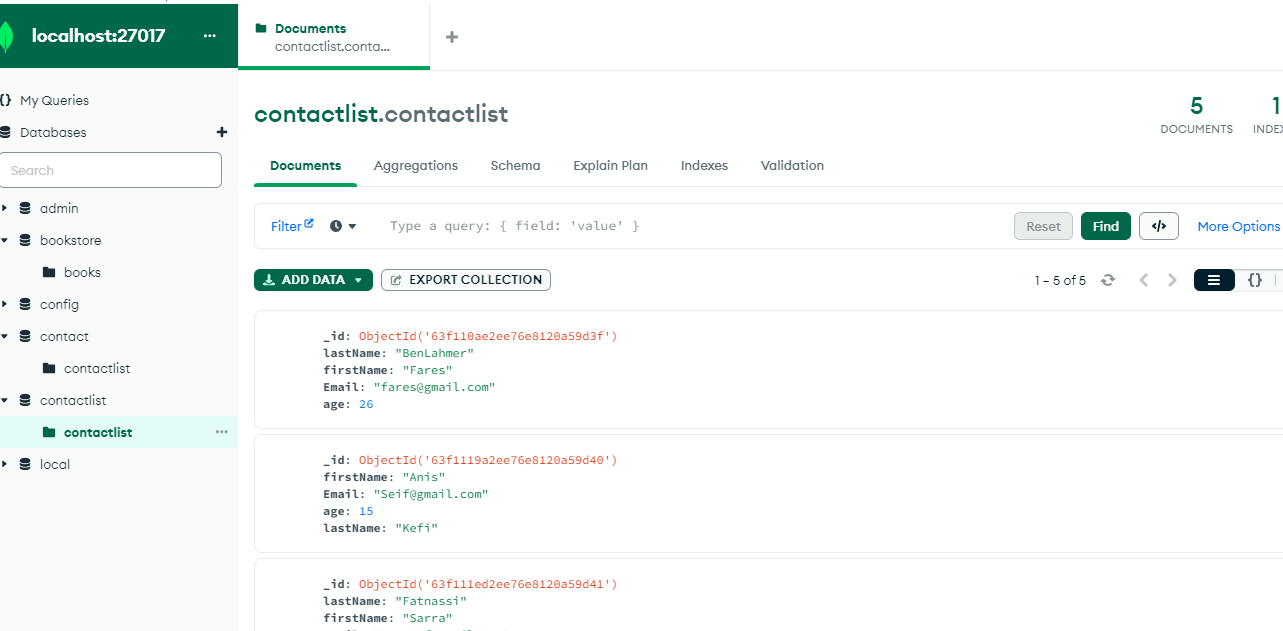 localhost:27017
...
Documents
contactlist.conta...
+
{} My Queries
Databases +
Search
admin
bookstore
books
config
contact
contactlist
contactlist
contactlist ...
local
contactlist.contactlist
5
DOCUMENTS
1
INDEX
Documents Aggregations Schema Explain Plan Indexes Validation
Filter Type a query: { field: 'value' } Reset Find </> More Options
ADD DATA EXPORT COLLECTION 1 – 5 of 5 {}
_id: ObjectId('63f110ae2ee76e8120a59d3f')
lastName: "BenLahmer"
firstName: "Fares"
Email: "fares@gmail.com"
age: 26
_id: ObjectId('63f1119a2ee76e8120a59d40')
firstName: "Anis"
Email: "Seif@gmail.com"
age: 15
lastName: "Kefi"
_id: ObjectId('63f111ed2ee76e8120a59d41')
lastName: "Fatnassi"
firstName: "Sarra"